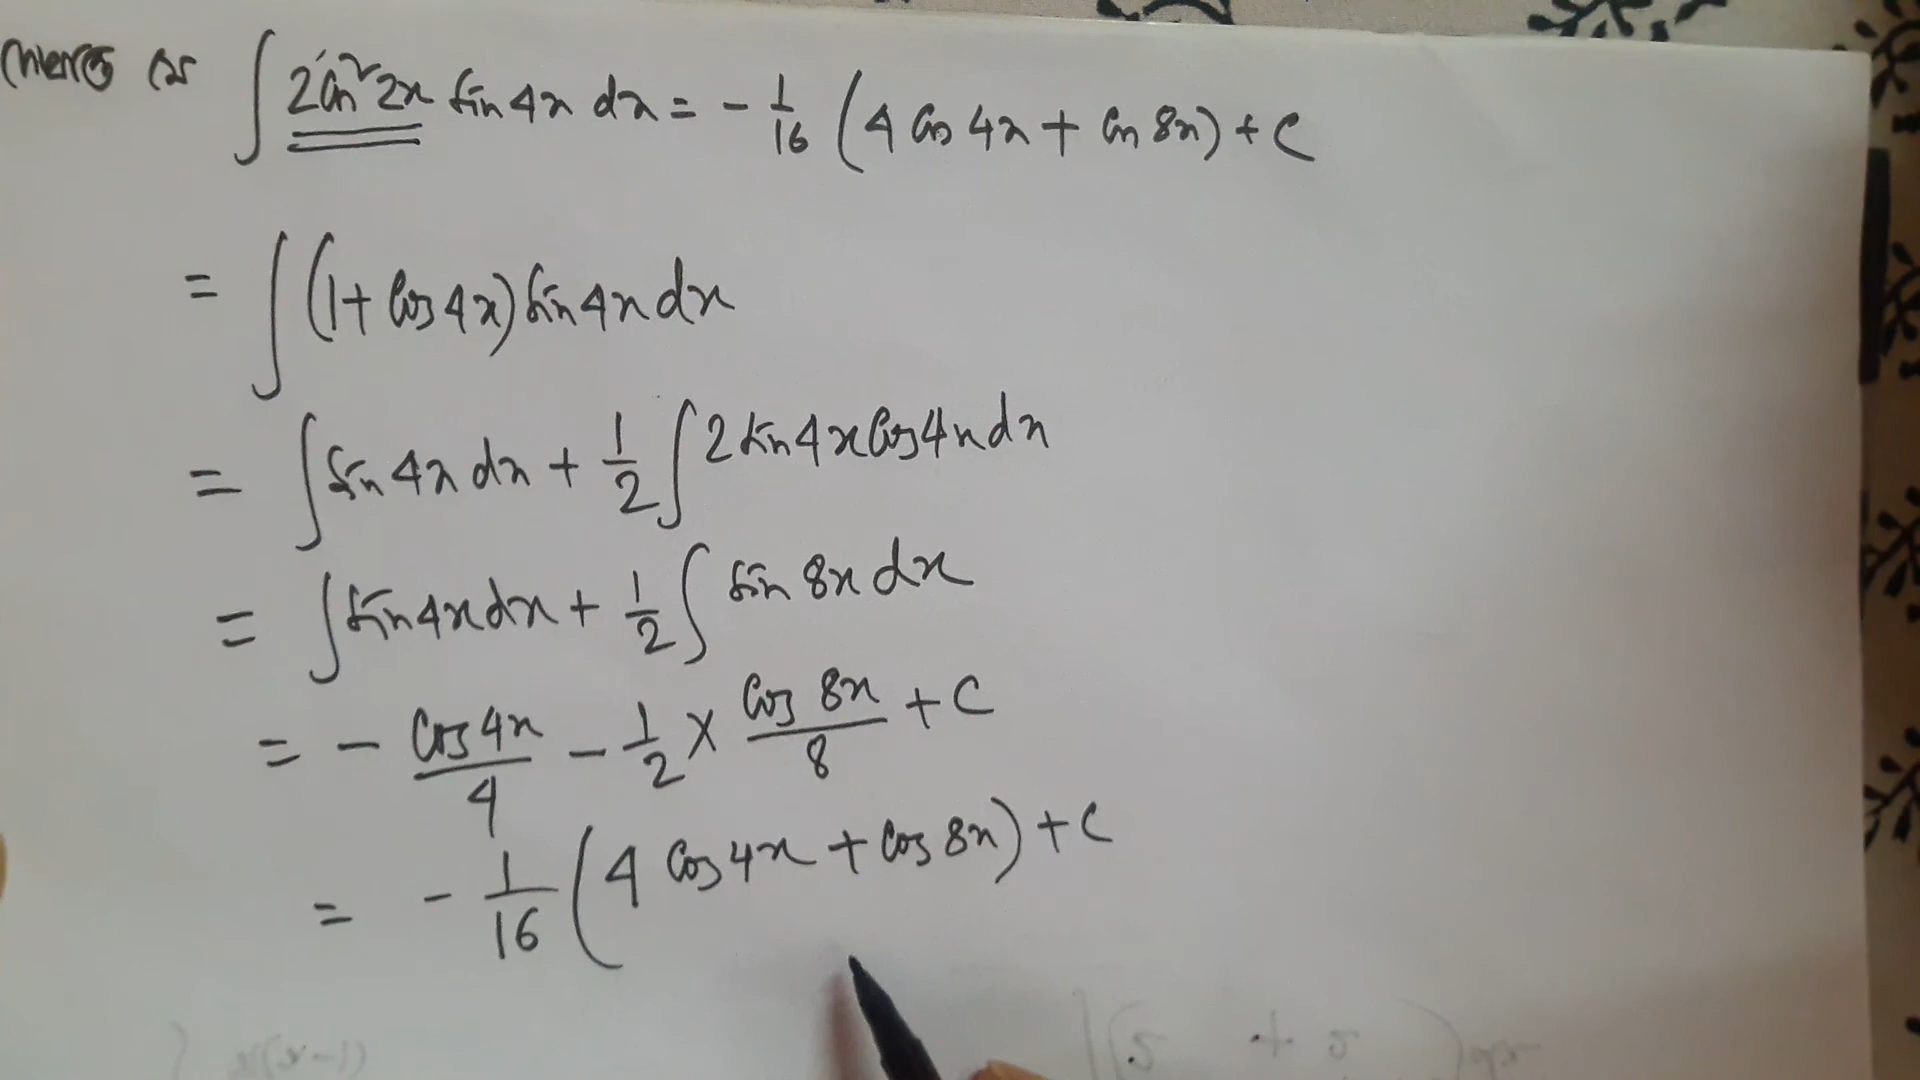 দেখাও যে ∫ 2cos²2x sin 4x dx = - 1/16 (4 cos 4x + cos 8x) + c
= ∫ (1 + cos 4x) sin 4x dx
= ∫ sin 4x dx + 1/2 ∫ 2 sin 4x cos 4x dx
= ∫ sin 4x dx + 1/2 ∫ sin 8x dx
= - cos 4x/4 - 1/2 × cos 8x/8 + c
= - 1/16 (4 cos 4x + cos 8x) + c